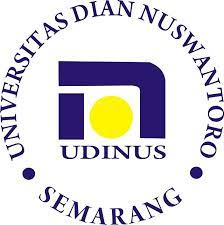 UNIVERSITAS DIAN NUSWANTORO
UDINUS
• SEMARANG •